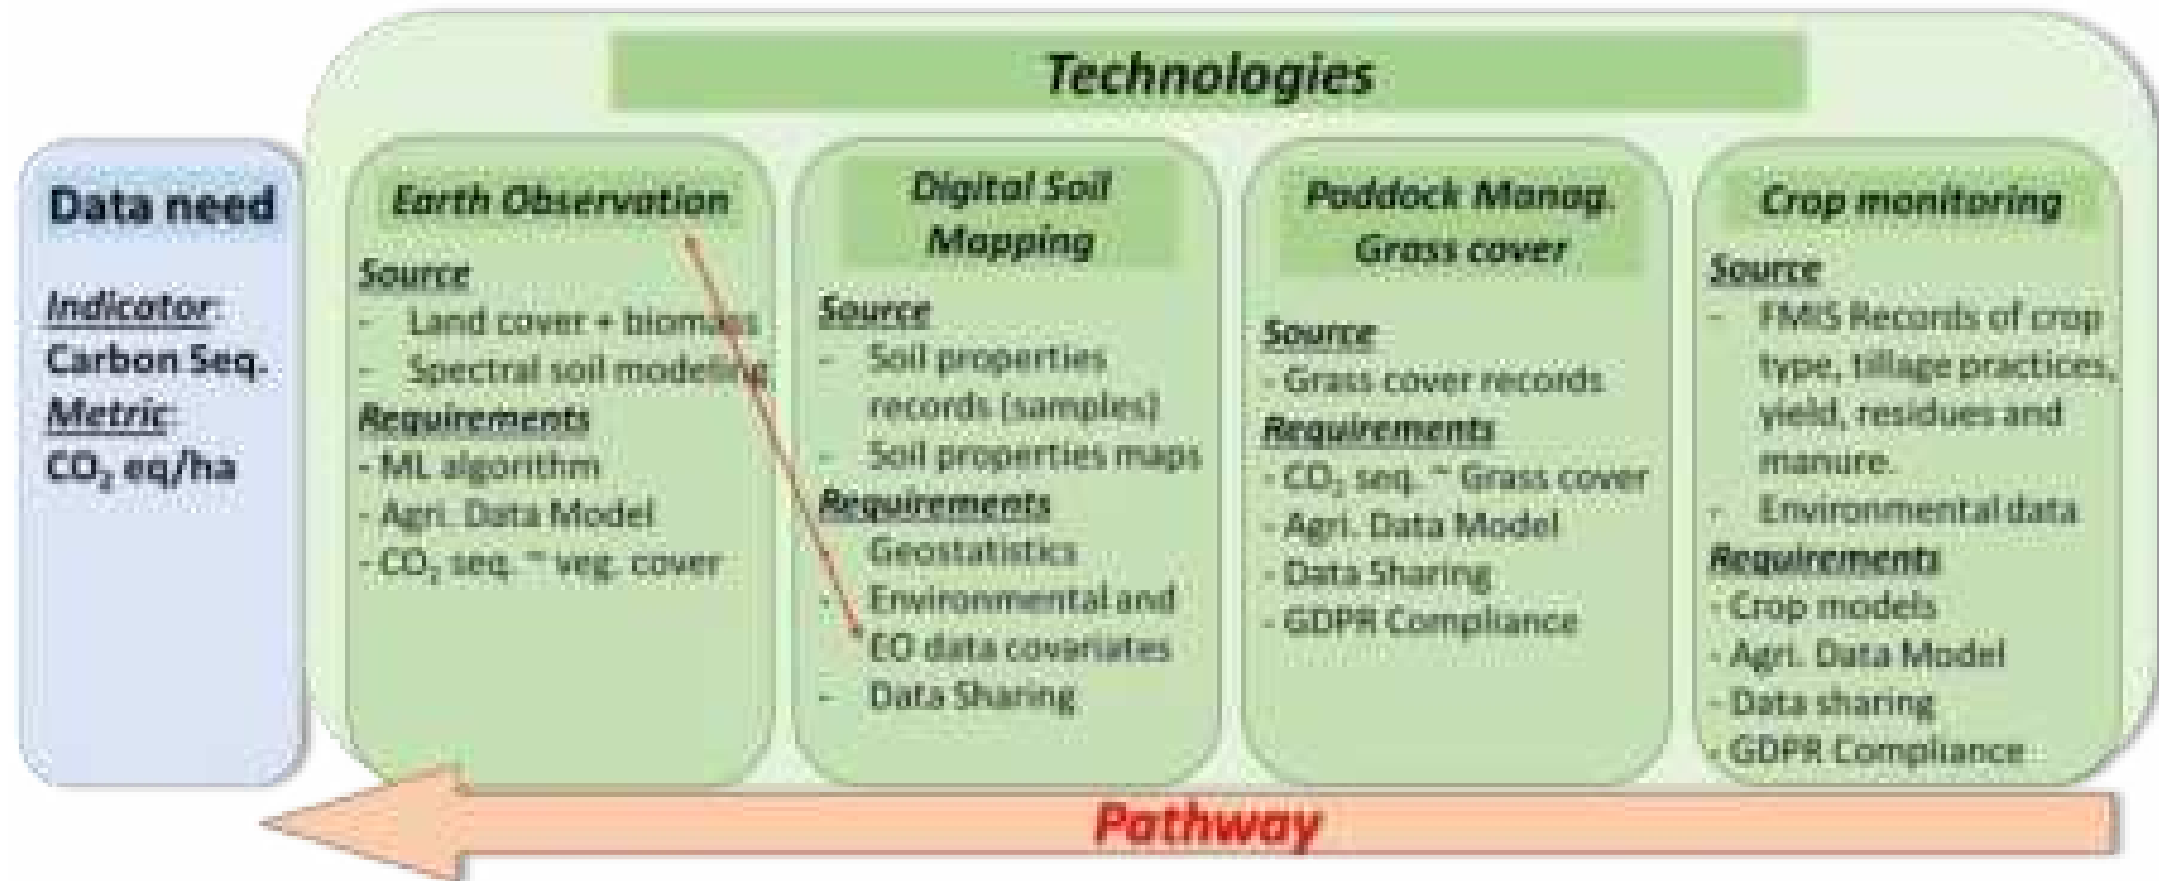 Technologies
Data need
Indicator:
Carbon Seq.
Metric:
CO₂ eq/ha
Earth Observation
Source
- Land cover + biomass
- Spectral soil modeling
Requirements
- ML algorithm
- Agri. Data Model
- CO₂ seq. ~ veg. cover
Digital Soil
Mapping
Source
- Soil properties
records (samples)
- Soil properties maps
Requirements
- Geostatistics
- Environmental and
EO data covariates
- Data Sharing
Paddock Manag.
Grass cover
Source
- Grass cover records
Requirements
- CO₂ seq. ~ Grass cover
- Agri. Data Model
- Data Sharing
- GDPR Compliance
Crop monitoring
Source
- FMIS Records of crop
type, tillage practices,
yield, residues and
manure.
- Environmental data
Requirements
- Crop models
- Agri. Data Model
- Data sharing
- GDPR Compliance
Pathway